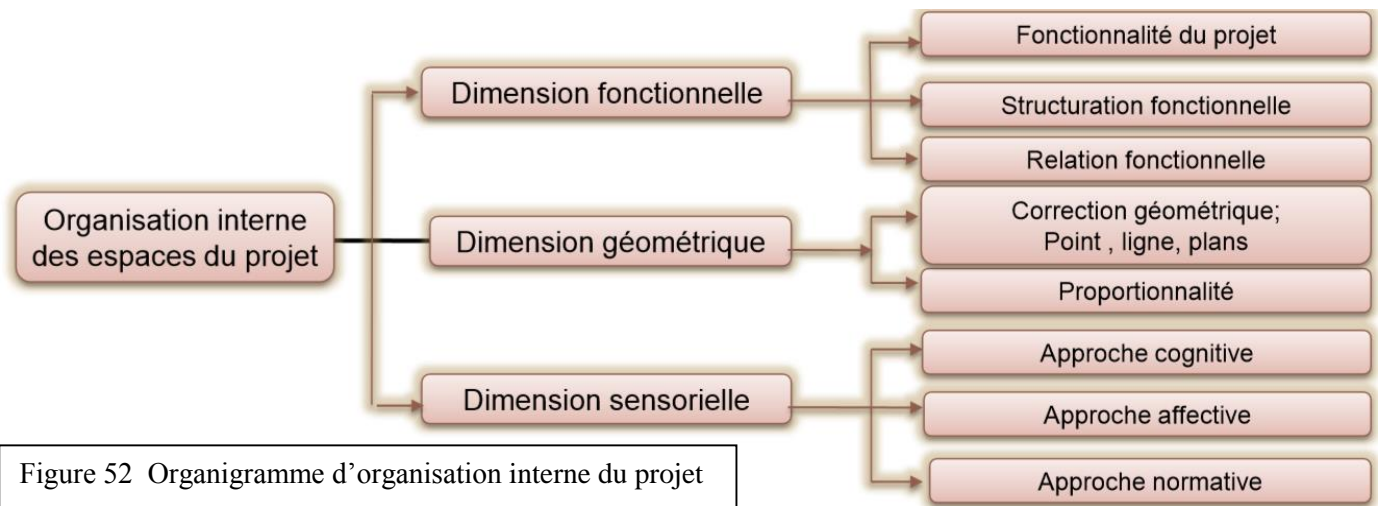 Organisation interne
des espaces du projet
Dimension fonctionnelle
Fonctionnalité du projet
Structuration fonctionnelle
Relation fonctionnelle
Dimension géométrique
Correction géométrique;
Point , ligne, plans
Proportionnalité
Dimension sensorielle
Approche cognitive
Approche affective
Approche normative
Figure 52  Organigramme d’organisation interne du projet